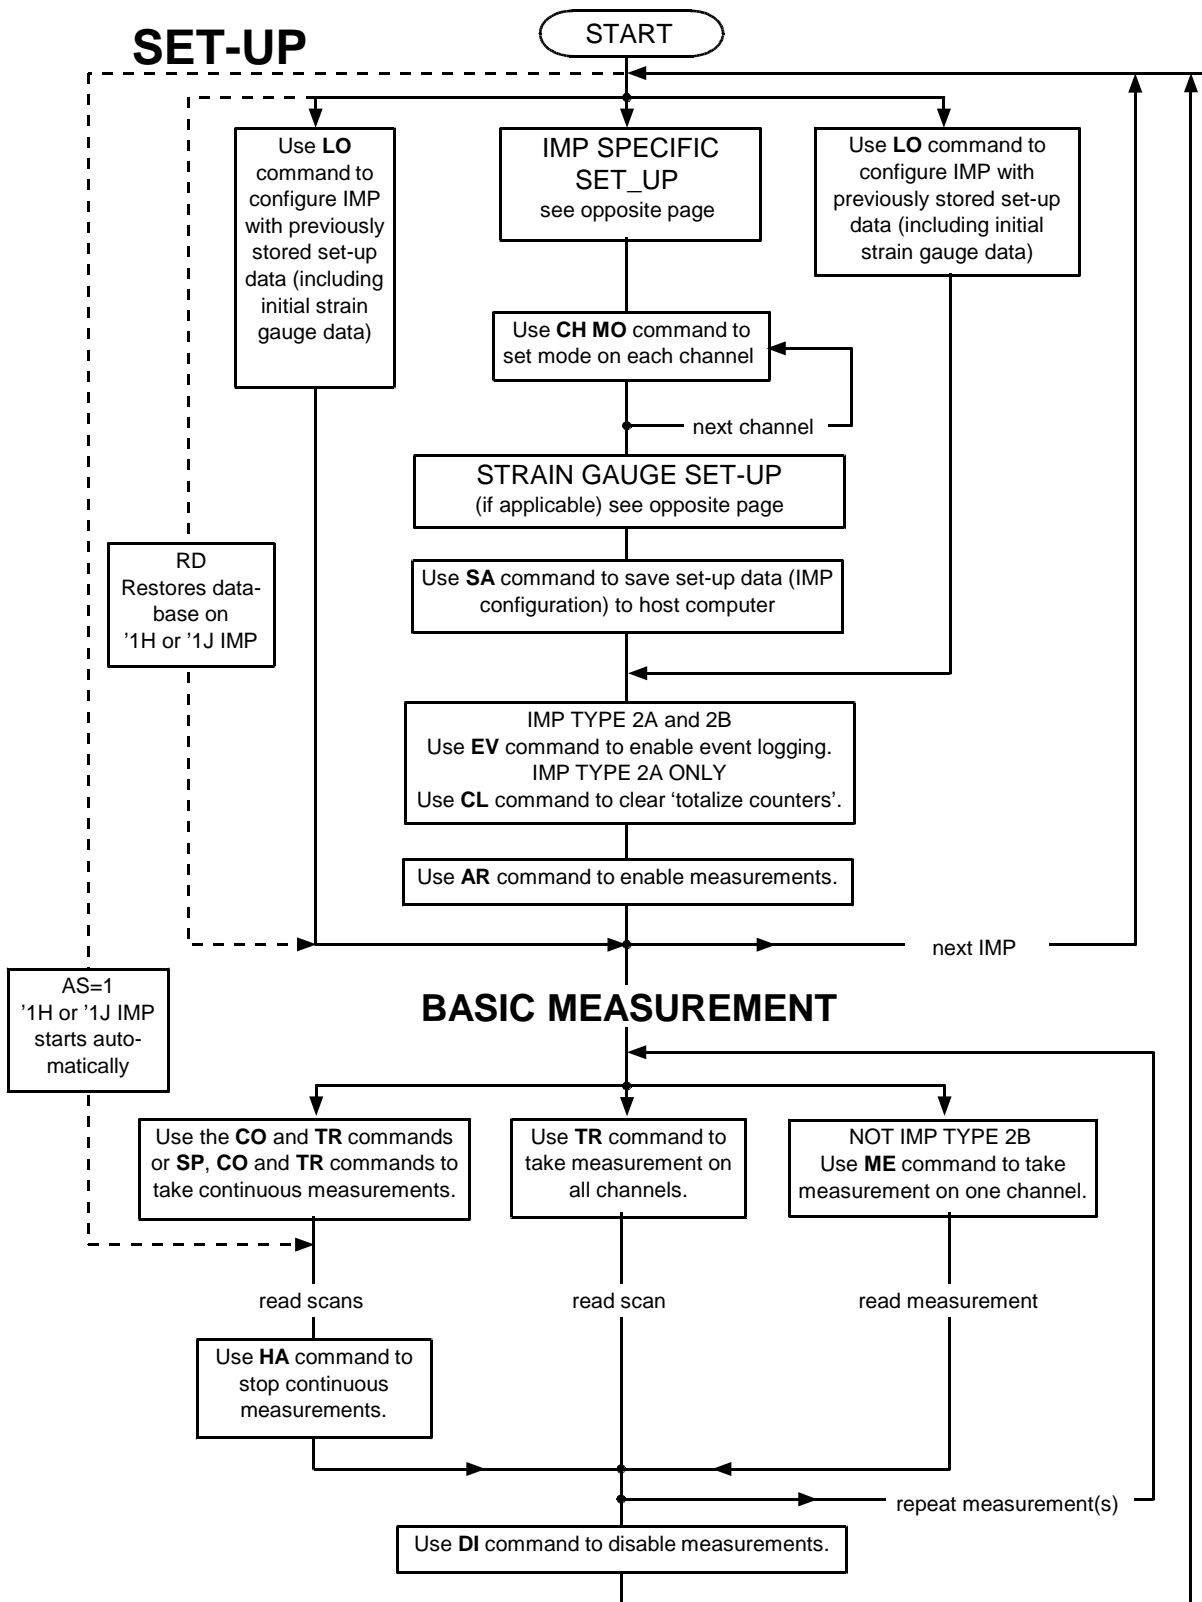 SET-UP
START
Use LO
command to
configure IMP
with previously
stored set-up
data (including
initial strain
gauge data)
IMP SPECIFIC
SET_UP
see opposite page
Use LO command to
configure IMP with
previously stored set-up
data (including initial
strain gauge data)
Use CH MO command to
set mode on each channel
next channel
STRAIN GAUGE SET-UP
(if applicable) see opposite page
RD
Restores data-
base on
'1H or '1J IMP
Use SA command to save set-up data (IMP
configuration) to host computer
IMP TYPE 2A and 2B
Use EV command to enable event logging.
IMP TYPE 2A ONLY
Use CL command to clear ‘totalize counters’.
Use AR command to enable measurements.
next IMP
AS=1
'1H or '1J IMP
starts auto-
matically
BASIC MEASUREMENT
Use the CO and TR commands
or SP, CO and TR commands to
take continuous measurements.
Use TR command to
take measurement on
all channels.
NOT IMP TYPE 2B
Use ME command to take
measurement on one channel.
read scans
read scan
read measurement
Use HA command to
stop continuous
measurements.
repeat measurement(s)
Use DI command to disable measurements.